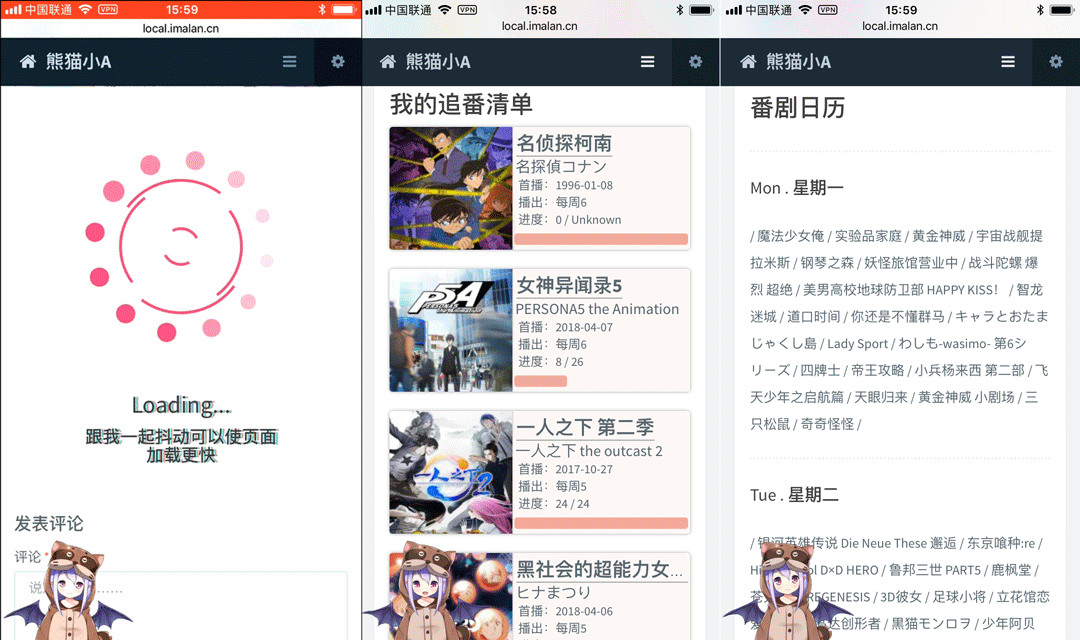 中国联通 VPN 15:59
local.imalan.cn
熊猫小A
Loading...
跟我一起抖动可以使页面
加载更快
发表评论
评论 *
中国联通 VPN 15:58
local.imalan.cn
熊猫小A
我的追番清单
名侦探柯南
名探偵コナン
首播：1996-01-08
播出：每周6
进度：0 / Unknown
P5A
女神异闻录5
PERSONA5 the Animation
首播：2018-04-07
播出：每周6
进度：8 / 26
一人之下2
一人之下 第二季
一人之下 the outcast 2
首播：2017-10-27
播出：每周5
进度：24 / 24
黑社会的超能力女...
ヒナまつり
首播：2018-04-06
播出：每周5
中国联通 VPN 15:59
local.imalan.cn
熊猫小A
番剧日历
Mon . 星期一
/ 魔法少女俺 / 实验品家庭 / 黄金神威 / 宇宙战舰提
拉米斯 / 钢琴之森 / 妖怪旅馆营业中 / 战斗陀螺 爆
烈 超绝 / 美男高校地球防卫部 HAPPY KISS！ / 智龙
迷城 / 道口时间 / 你还是不懂群马 / キャラとおたま
じゃくし島 / Lady Sport / わしも-wasimo- 第6シ
リーズ / 四牌士 / 帝王攻略 / 小兵杨来西 第二部 / 飞
天少年之启航篇 / 天眼归来 / 黄金神威 小剧场 / 三
只松鼠 / 奇奇怪怪 /
Tue . 星期二
/ 银河英雄传说 Die Neue These 邂逅 / 东京喰种:re /
D×D HERO / 鲁邦三世 PART5 / 鹿枫堂 /
REGENESIS / 3D彼女 / 足球小将 / 立花馆恋
达创形者 / 黑猫モンロヲ / 少年阿贝